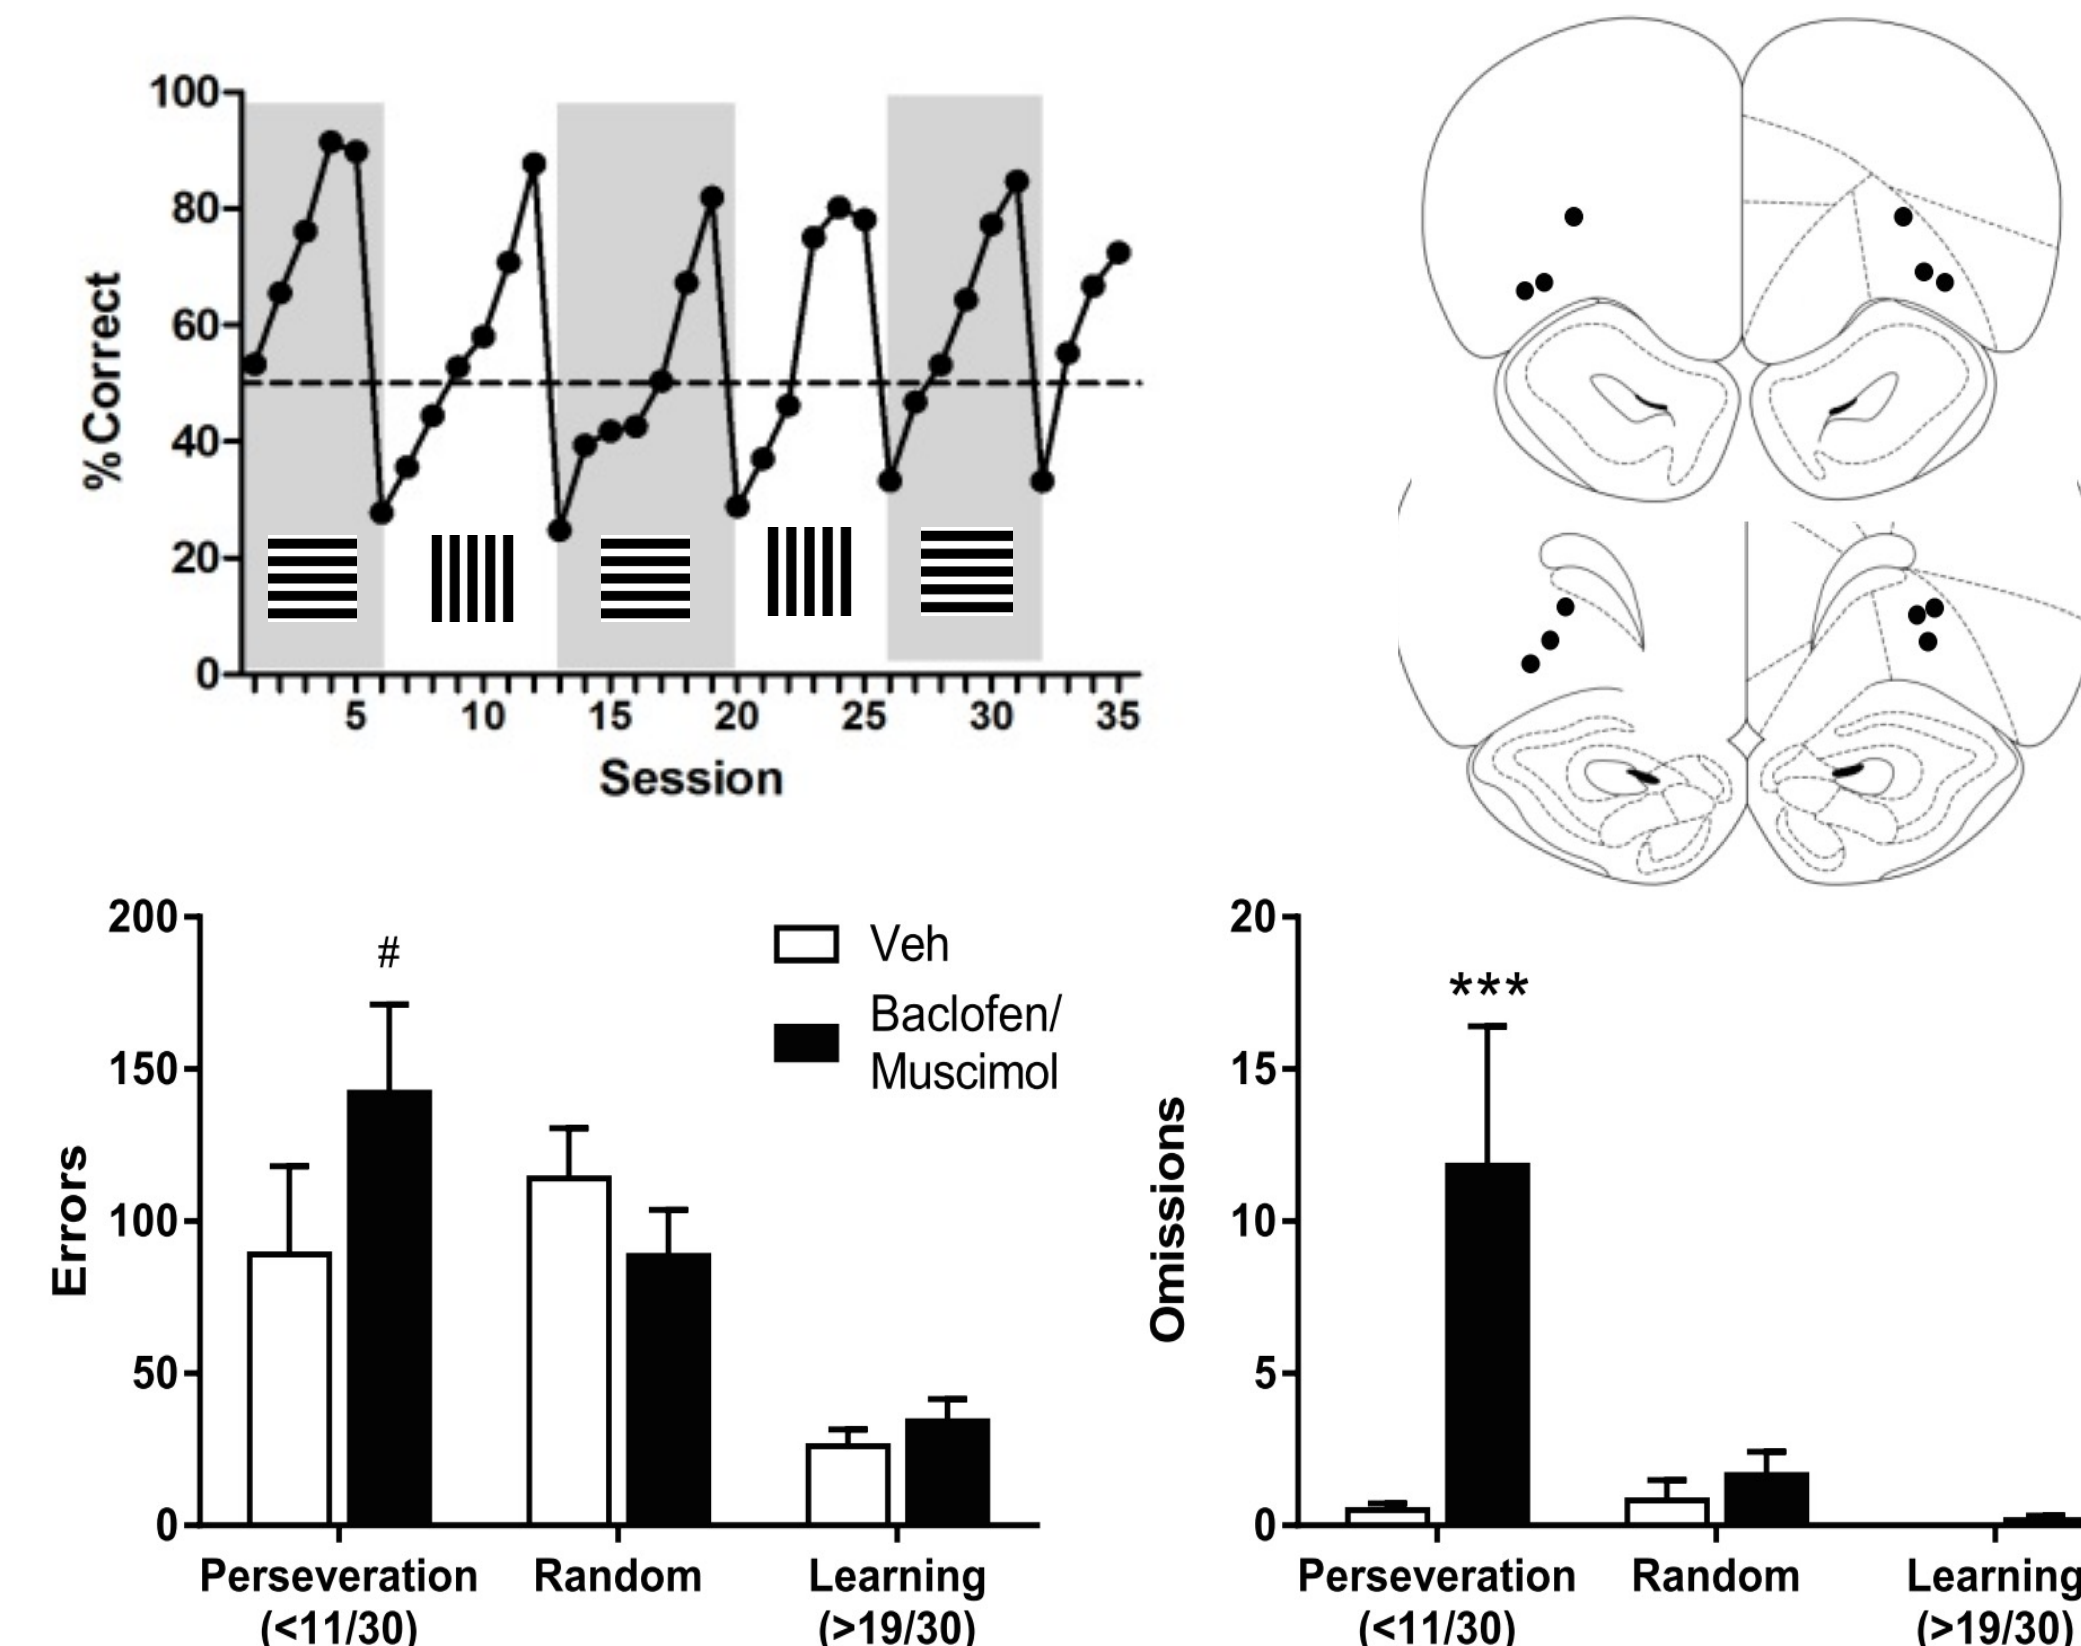 100
80
60
40
20
0
%Correct
5 10 15 20 25 30 35
Session
200
150
100
50
0
Errors
#
Veh
Baclofen/
Muscimol
Perseveration Random Learning
(<11/30) (>19/30)
20
15
10
5
0
Omissions
***
Perseveration Random Learning
(<11/30) (>19/30)